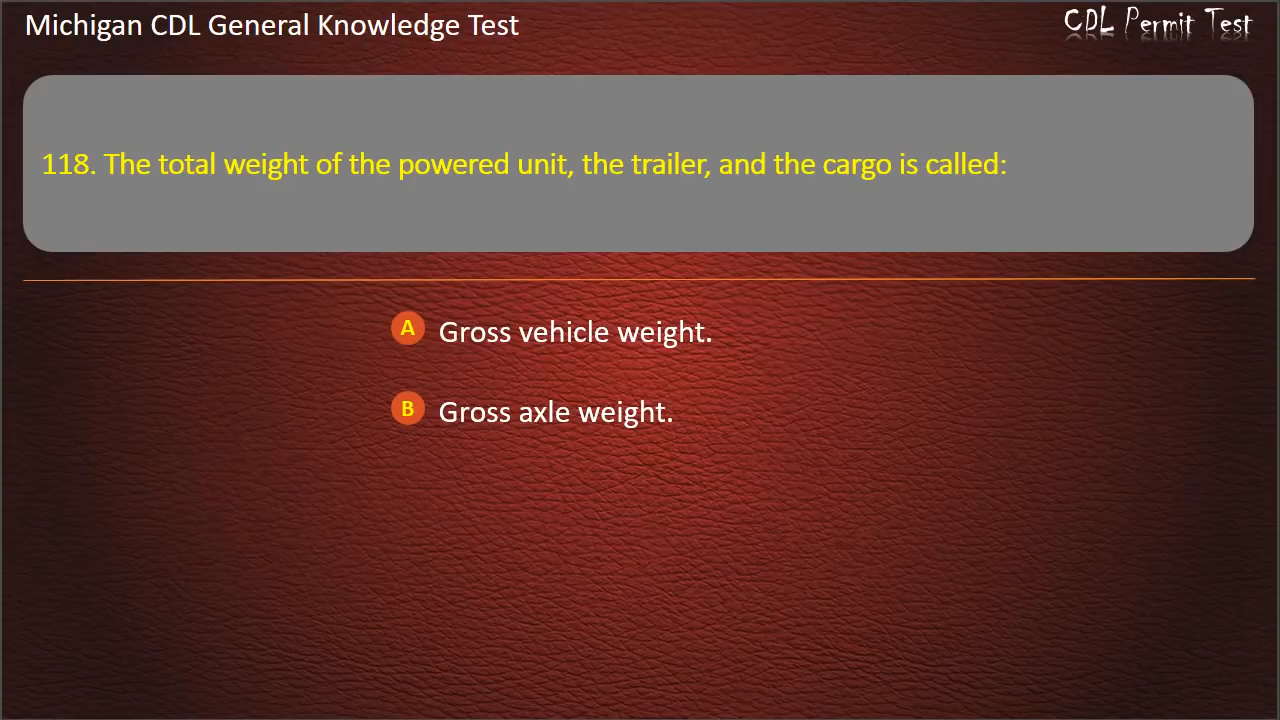 Michigan CDL General Knowledge Test
CDL Permit Test
118. The total weight of the powered unit, the trailer, and the cargo is called:
A Gross vehicle weight.
B Gross axle weight.